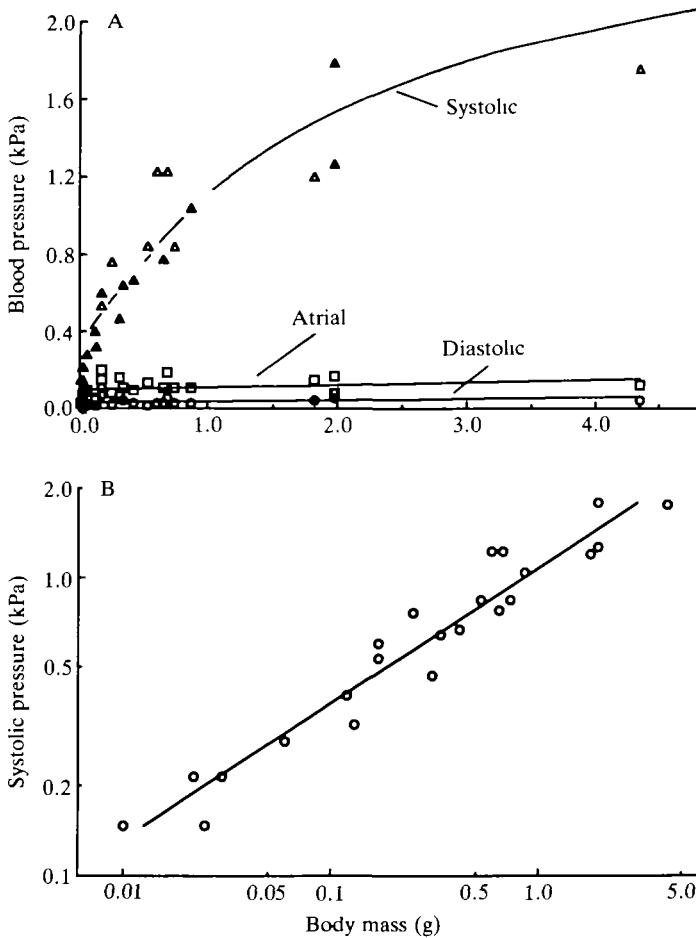 A
2.0
1.6
1.2
0.8
0.4
0.0
Blood pressure (kPa)
Systolic
Atrial
Diastolic
0.0 1.0 2.0 3.0 4.0
B
2.0
1.0
0.5
0.2
0.1
Systolic pressure (kPa)
0.01 0.05 0.1 0.5 1.0 5.0
Body mass (g)